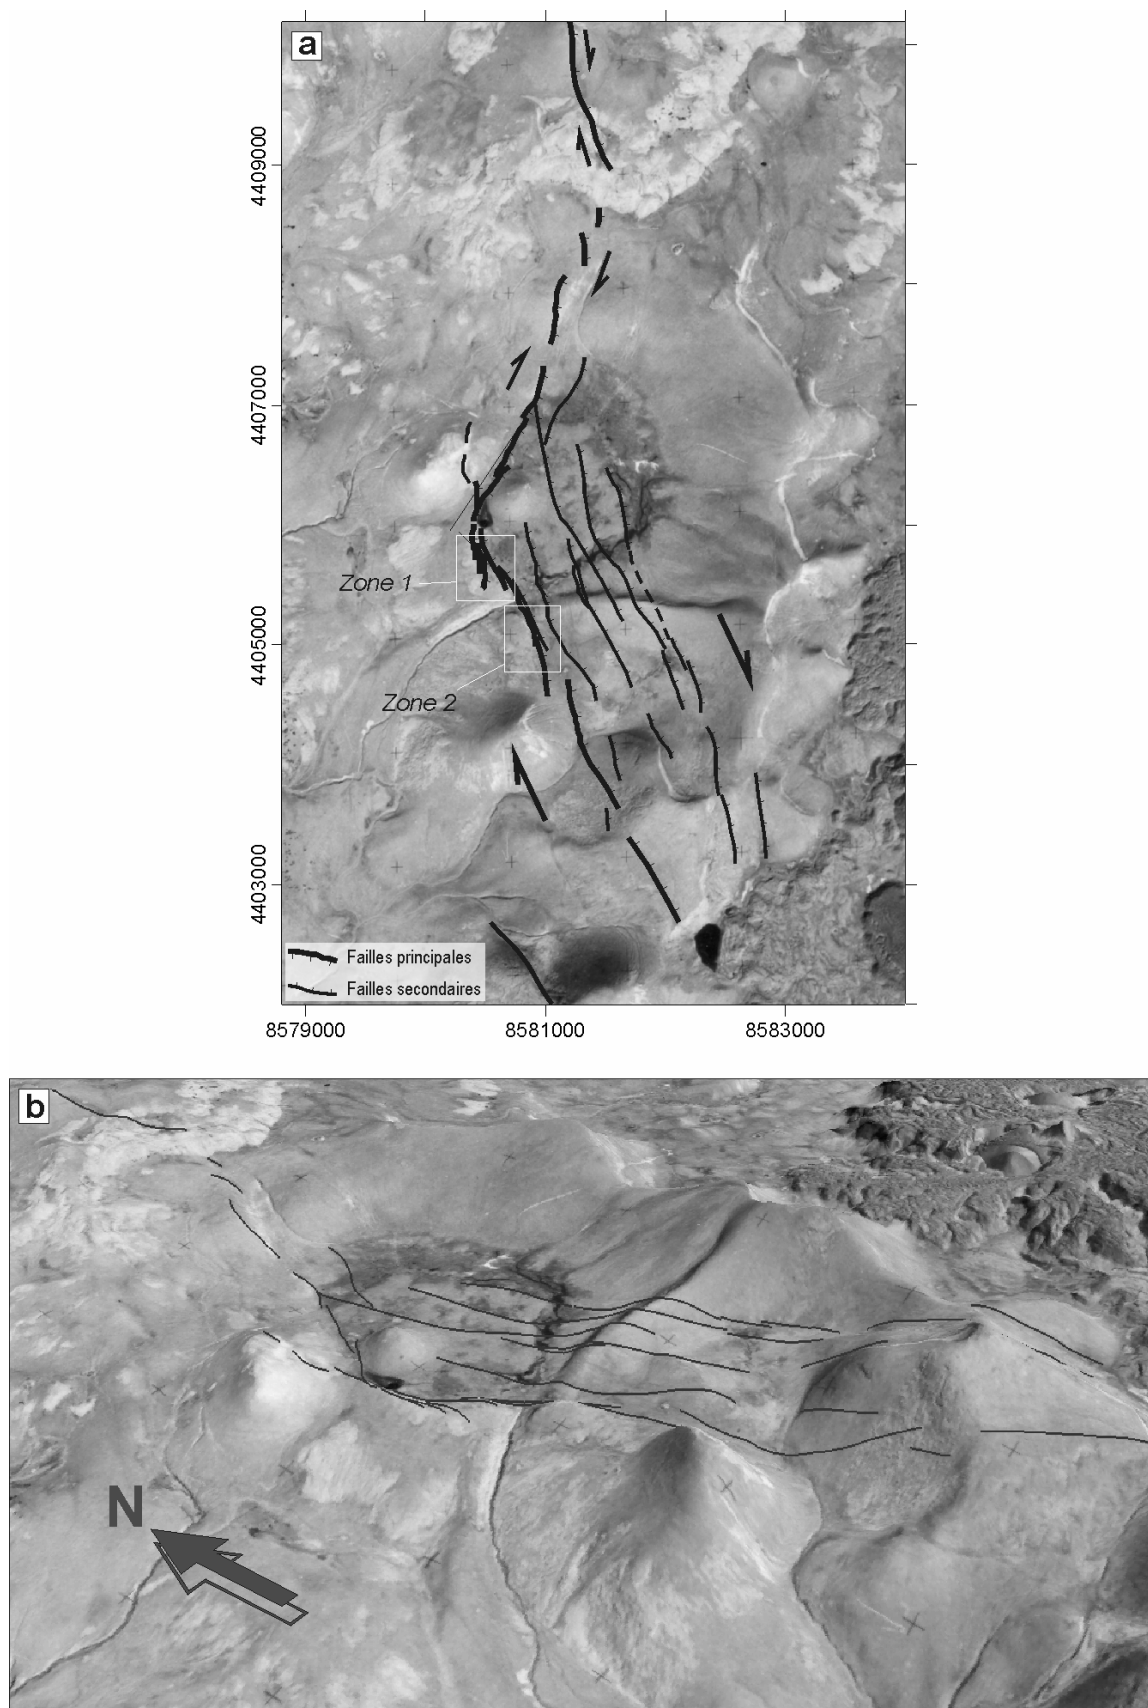 a
4409000
4407000
Zone 1
4405000
Zone 2
4403000
Failles principales
Failles secondaires
8579000
8581000
8583000
b
N